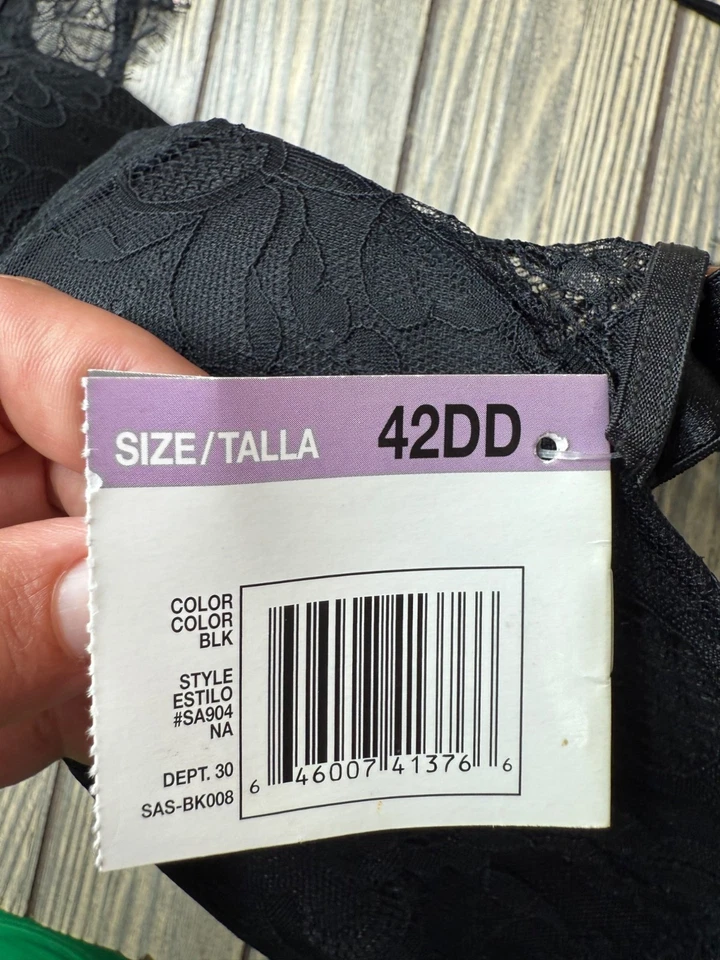 SIZE/TALLA 42DD
COLOR
COLOR
BLK
STYLE
ESTILO
#SA904
NA
DEPT. 30
SAS-BK008
6 46007 41376 6